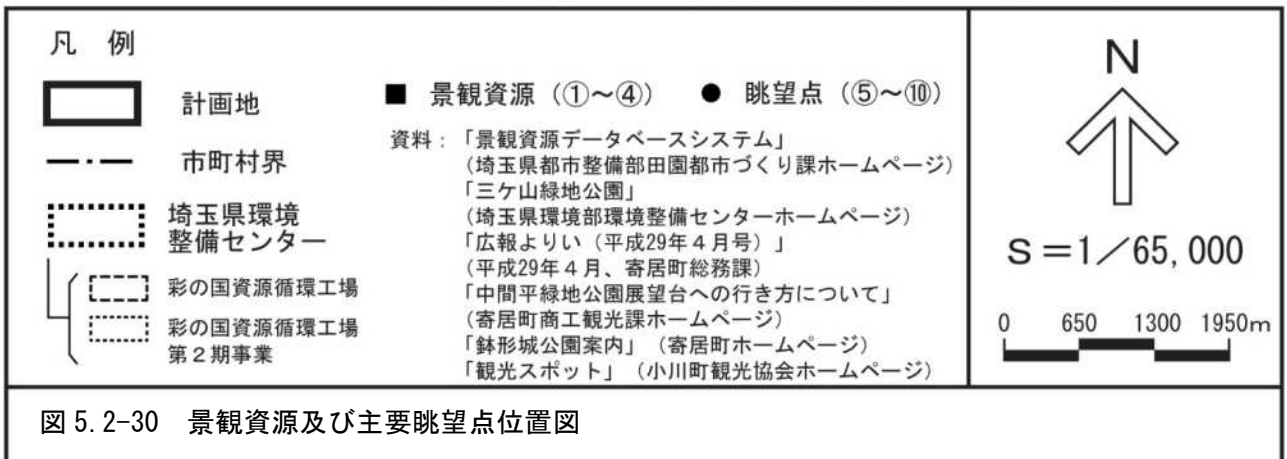 凡 例
計画地
市町村界
埼玉県環境
整備センター
彩の国資源循環工場
彩の国資源循環工場
第２期事業
■ 景観資源（①～④） ● 眺望点（⑤～⑩）
資料：「景観資源データベースシステム」
（埼玉県都市整備部田園都市づくり課ホームページ）
「三ケ山緑地公園」
（埼玉県環境部環境整備センターホームページ）
「広報よりい（平成29年４月号）」
（平成29年４月、寄居町総務課）
「中間平緑地公園展望台への行き方について」
（寄居町商工観光課ホームページ）
「鉢形城公園案内」（寄居町ホームページ）
「観光スポット」（小川町観光協会ホームページ）
N
S＝1／65,000
0 650 1300 1950m
図 5.2-30 景観資源及び主要眺望点位置図